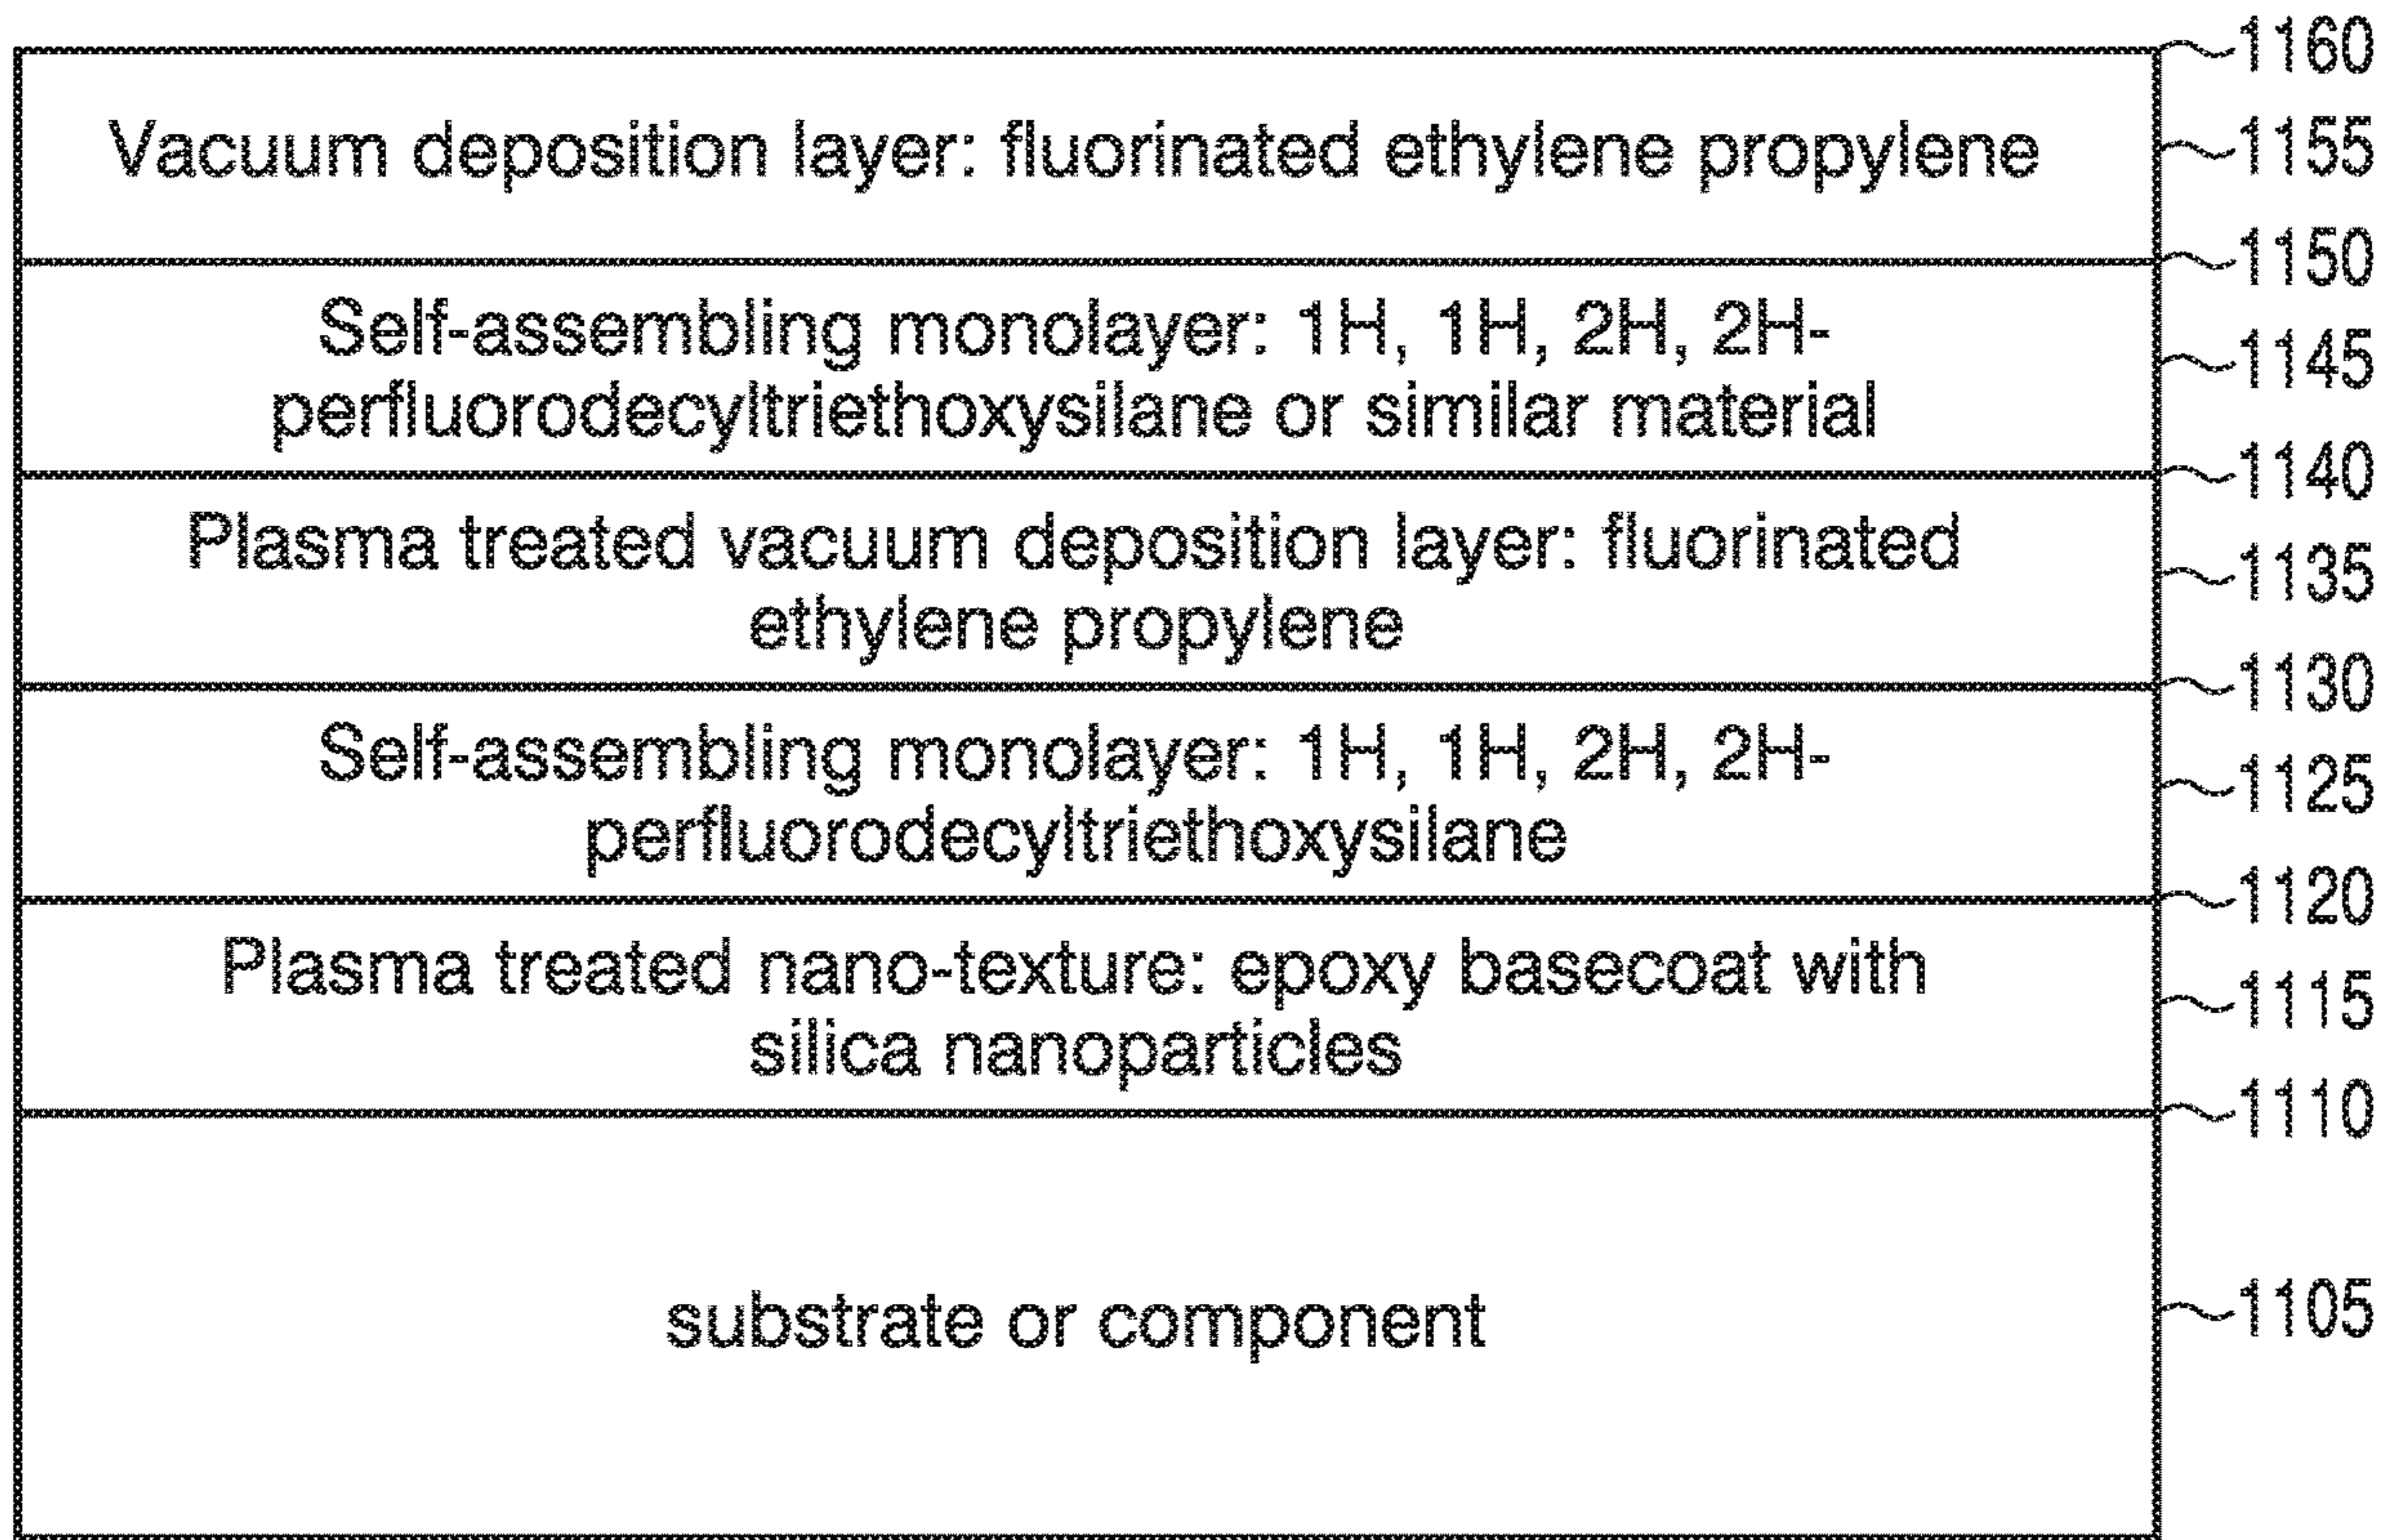 1160
Vacuum deposition layer: fluorinated ethylene propylene
1155
1150
Self-assembling monolayer: 1H, 1H, 2H, 2H-
1145
perfluorodecyltriethoxysilane or similar material
1140
Plasma treated vacuum deposition layer: fluorinated
1135
ethylene propylene
1130
Self-assembling monolayer: 1H, 1H, 2H, 2H-
1125
perfluorodecyltriethoxysilane
1120
Plasma treated nano-texture: epoxy basecoat with
1115
silica nanoparticles
1110
substrate or component
1105